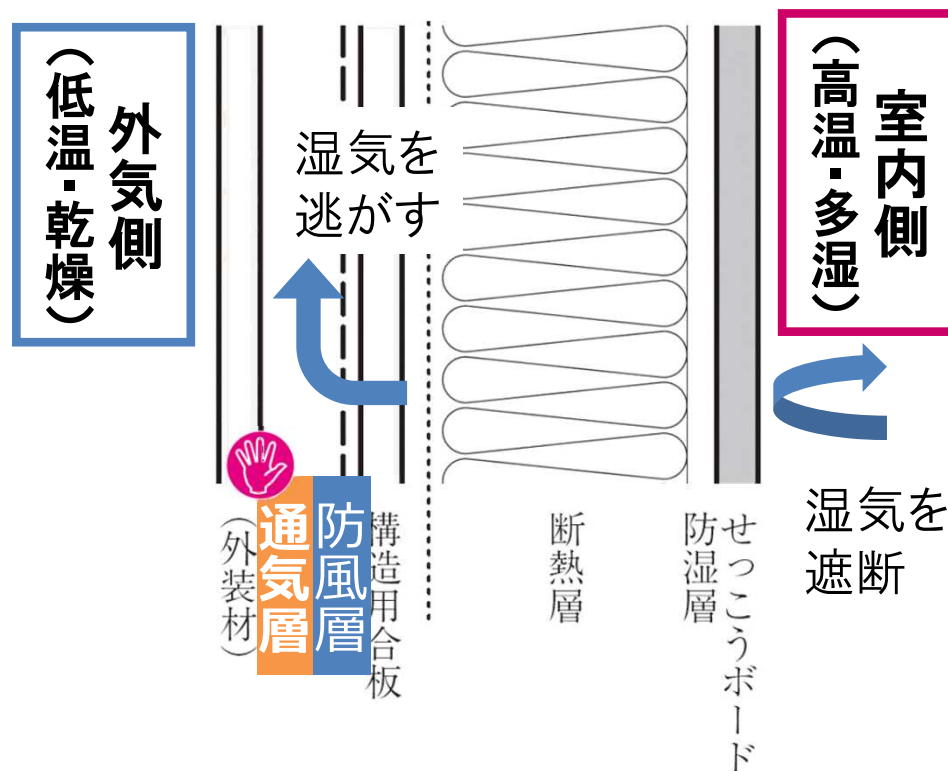 外気側
（低温・乾燥）
湿気を
逃がす
室内側
（高温・多湿）
湿気を
遮断
（外装材）
通気層
防風層
構造用合板
断熱層
防湿層
せっこうボード